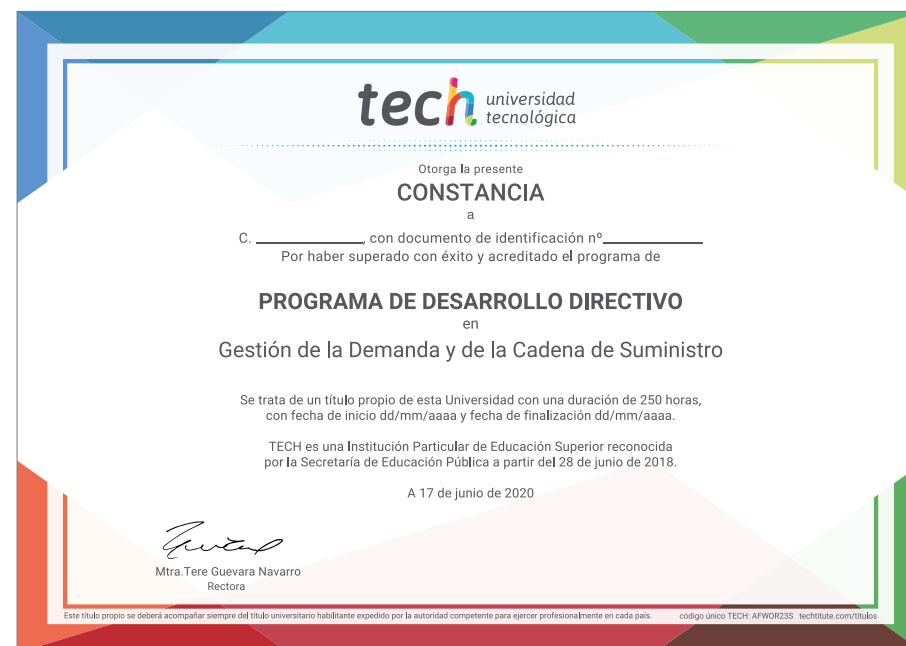 tech universidad
tecnológica
Otorga la presente
CONSTANCIA
a
C. ______________, con documento de identificación nº______________
Por haber superado con éxito y acreditado el programa de
PROGRAMA DE DESARROLLO DIRECTIVO
en
Gestión de la Demanda y de la Cadena de Suministro
Se trata de un título propio de esta Universidad con una duración de 250 horas,
con fecha de inicio dd/mm/aaaa y fecha de finalización dd/mm/aaaa.
TECH es una Institución Particular de Educación Superior reconocida
por la Secretaría de Educación Pública a partir del 28 de junio de 2018.
A 17 de junio de 2020
Mtra.Tere Guevara Navarro
Rectora
Este título propio se deberá acompañar siempre del título universitario habilitante expedido por la autoridad competente para ejercer profesionalmente en cada país. código único TECH: AFWOR23S techtitute.com/titulos